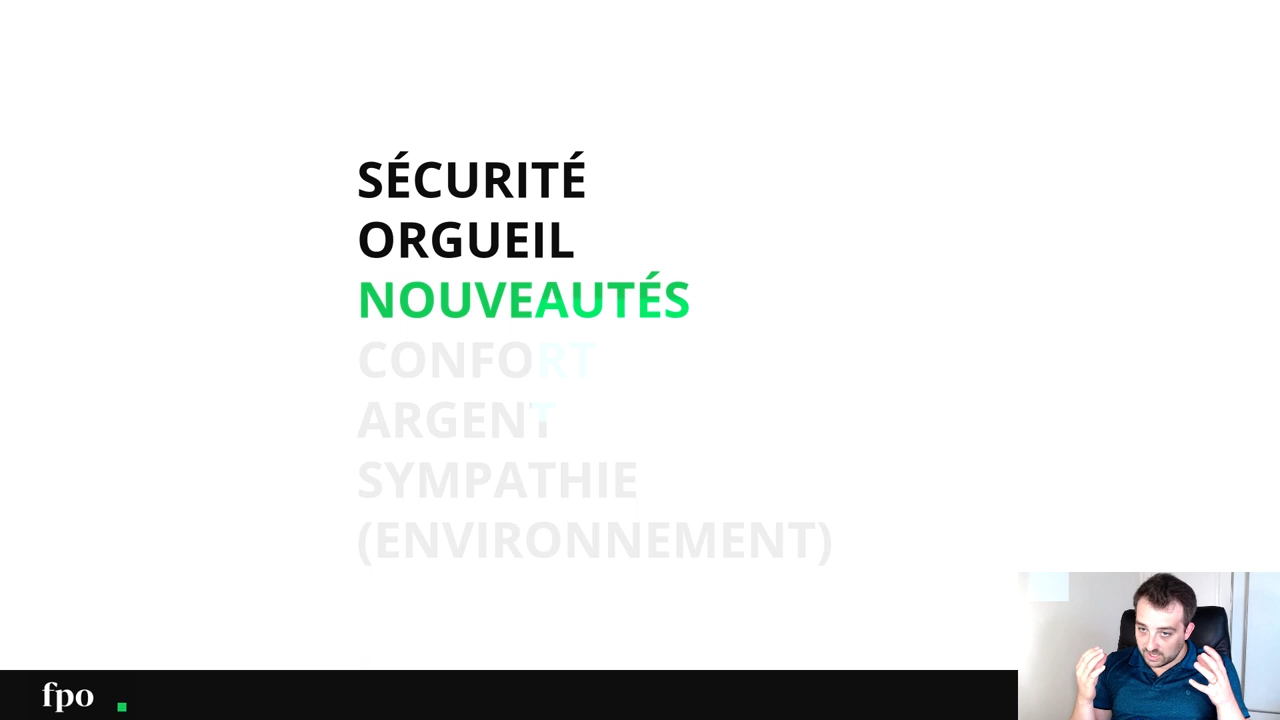 SÉCURITÉ
ORGUEIL
NOUVEAUTÉS
CONFORT
ARGENT
SYMPATHIE
(ENVIRONNEMENT)
fpo